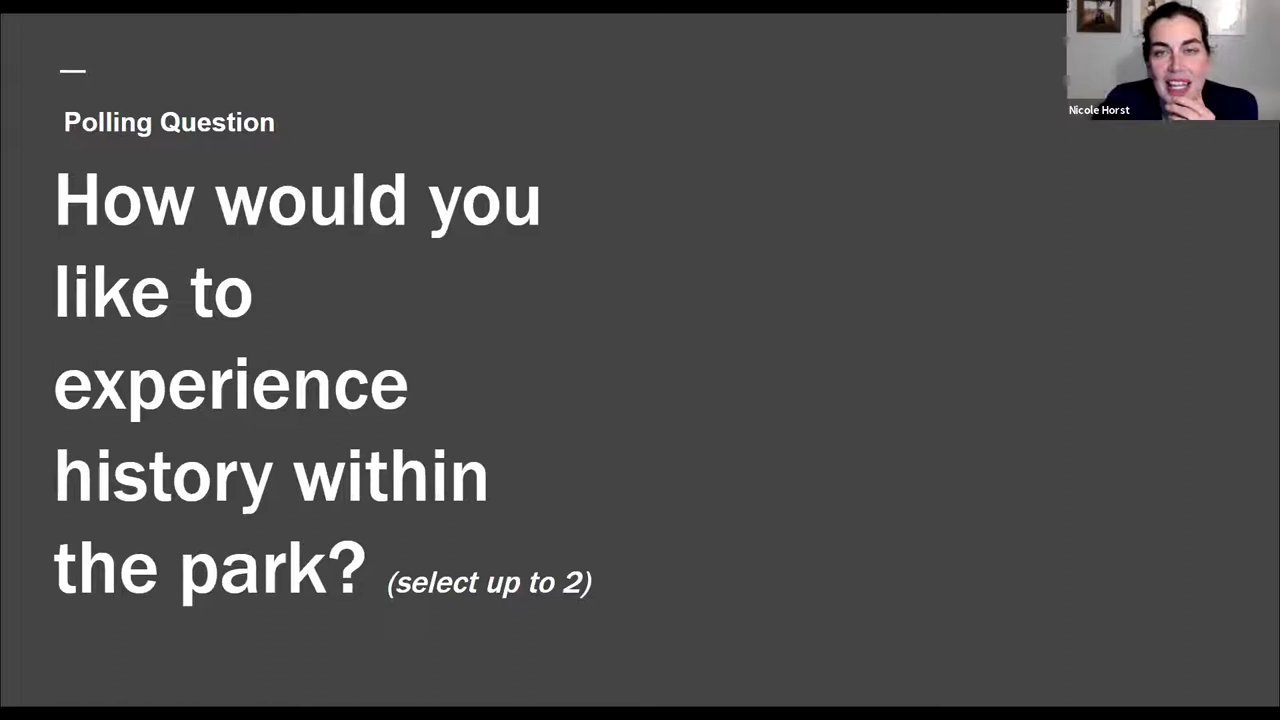 Polling Question
How would you
like to
experience
history within
the park? (select up to 2)
Nicole Horst